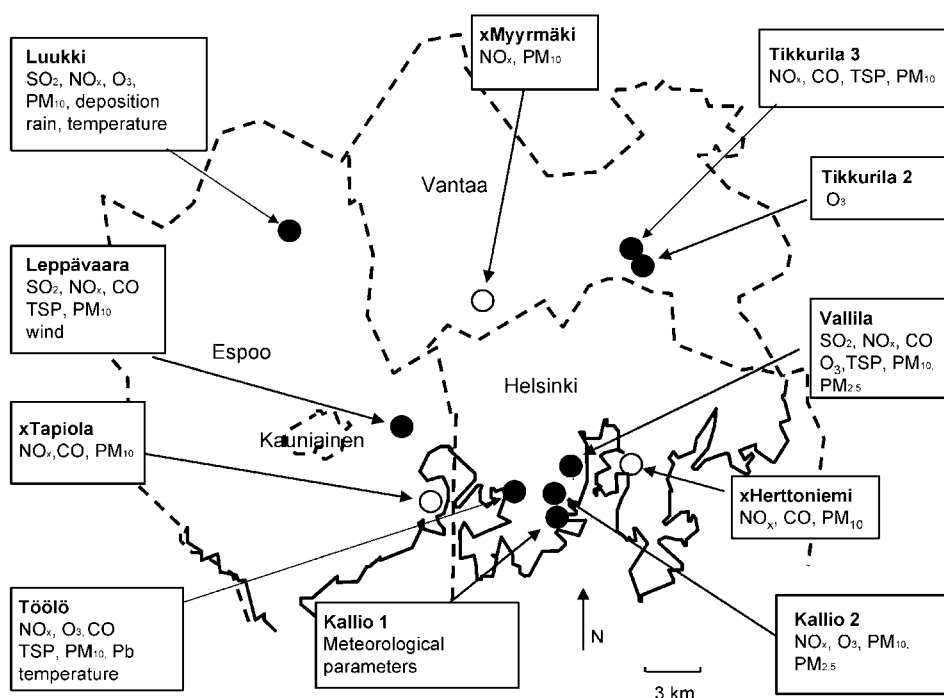 Luukki
SO₂, NOₓ, O₃,
PM₁₀, deposition
rain, temperature
xMyyrmäki
NOₓ, PM₁₀
Tikkurila 3
NOₓ, CO, TSP, PM₁₀
Vantaa
Tikkurila 2
O₃
Leppävaara
SO₂, NOₓ, CO
TSP, PM₁₀
wind
Espoo
Helsinki
Vallila
SO₂, NOₓ, CO
O₃,TSP, PM₁₀,
PM₂.₅
Kauniainen
xTapiola
NOₓ,CO, PM₁₀
xHerttoniemi
NOₓ, CO, PM₁₀
Töölö
NOₓ, O₃,CO
TSP, PM₁₀, Pb
temperature
Kallio 1
Meteorological
parameters
N
3 km
Kallio 2
NOₓ, O₃, PM₁₀,
PM₂.₅